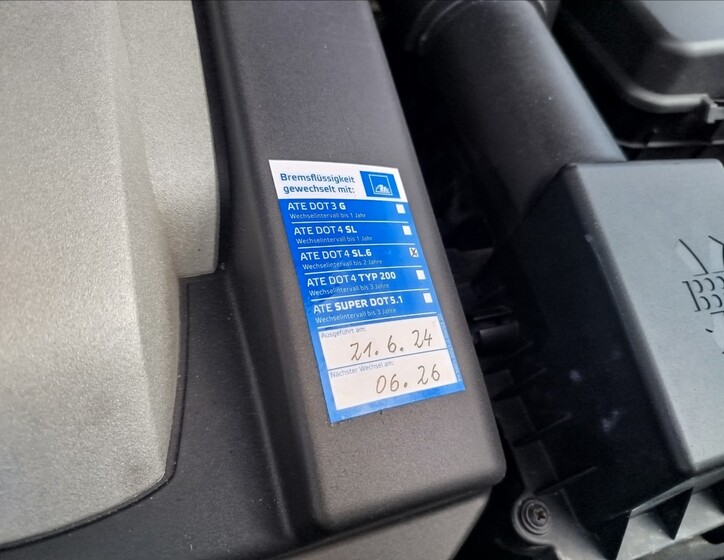 Bremsflüssigkeit
gewechselt mit:
ATE
ATE DOT 3 G
Wechselintervall bis 1 Jahr
ATE DOT 4 SL
Wechselintervall bis 1 Jahr
ATE DOT 4 SL.6
Wechselintervall bis 2 Jahre
ATE DOT 4 TYP 200
Wechselintervall bis 3 Jahre
ATE SUPER DOT 5.1
Wechselintervall bis 3 Jahre
Ausgeführt am:
21.6.24
Nächster Wechsel am:
06.26